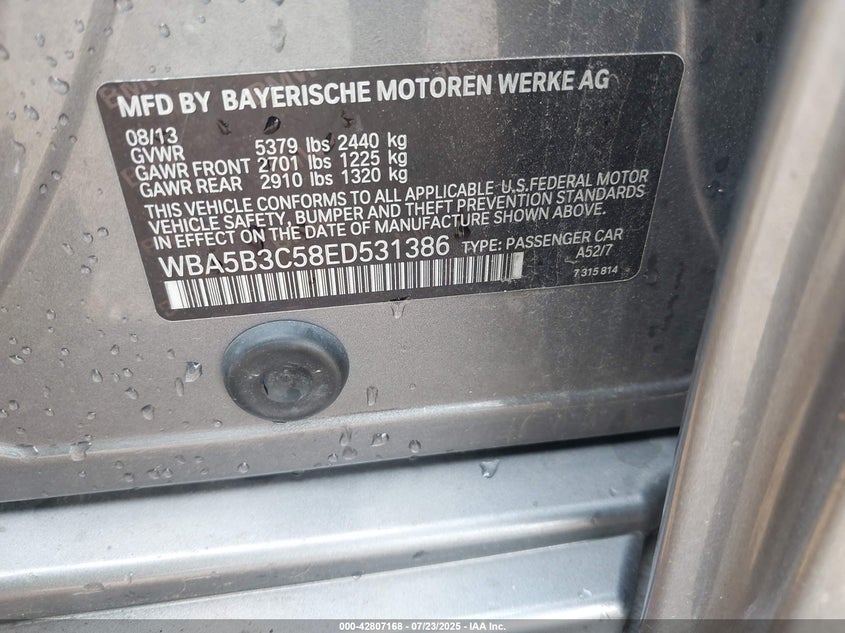 MFD BY BAYERISCHE MOTOREN WERKE AG
08/13
GVWR 5379 lbs 2440 kg
GAWR FRONT 2701 lbs 1225 kg
GAWR REAR 2910 lbs 1320 kg
THIS VEHICLE CONFORMS TO ALL APPLICABLE U.S.FEDERAL MOTOR
VEHICLE SAFETY, BUMPER AND THEFT PREVENTION STANDARDS
IN EFFECT ON THE DATE OF MANUFACTURE SHOWN ABOVE.
WBA5B3C58ED531386 TYPE: PASSENGER CAR
A52/7
7 315 814
000-42807168 - 07/23/2025 - IAA Inc.